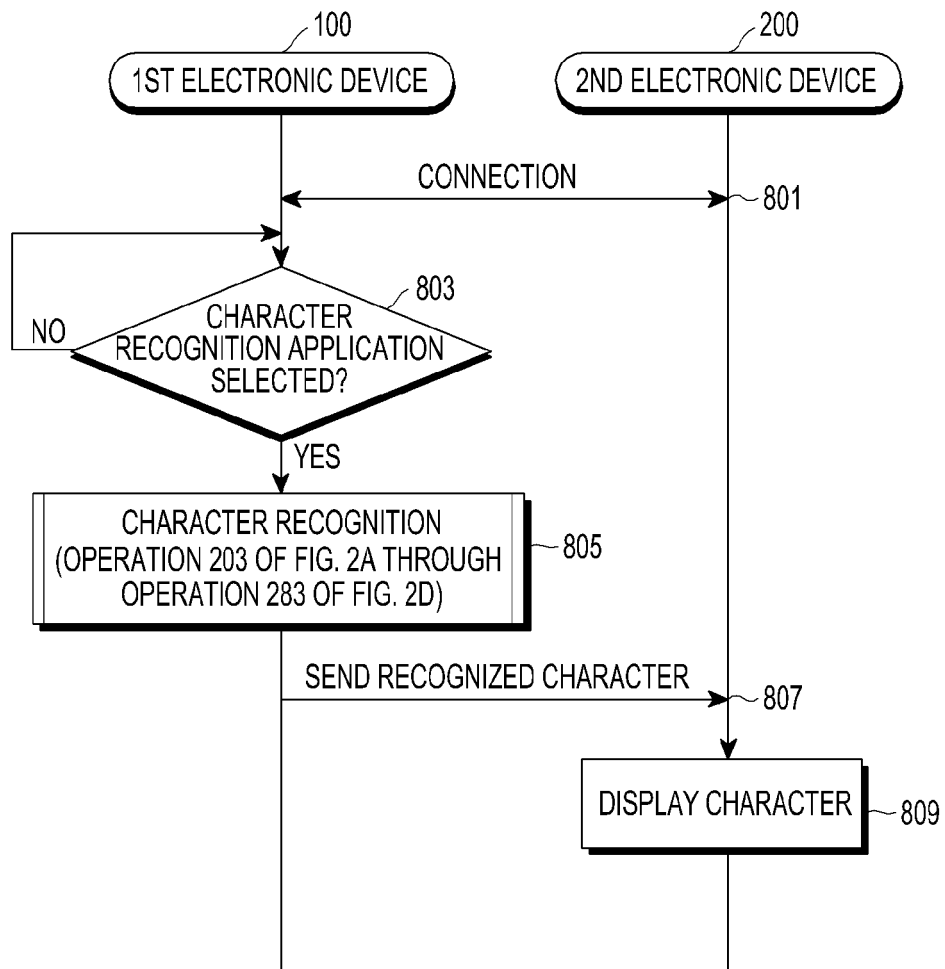 100
200
1ST ELECTRONIC DEVICE
2ND ELECTRONIC DEVICE
CONNECTION
801
803
CHARACTER
RECOGNITION APPLICATION
SELECTED?
NO
YES
CHARACTER RECOGNITION
(OPERATION 203 OF FIG. 2A THROUGH
OPERATION 283 OF FIG. 2D)
805
SEND RECOGNIZED CHARACTER
807
DISPLAY CHARACTER
809